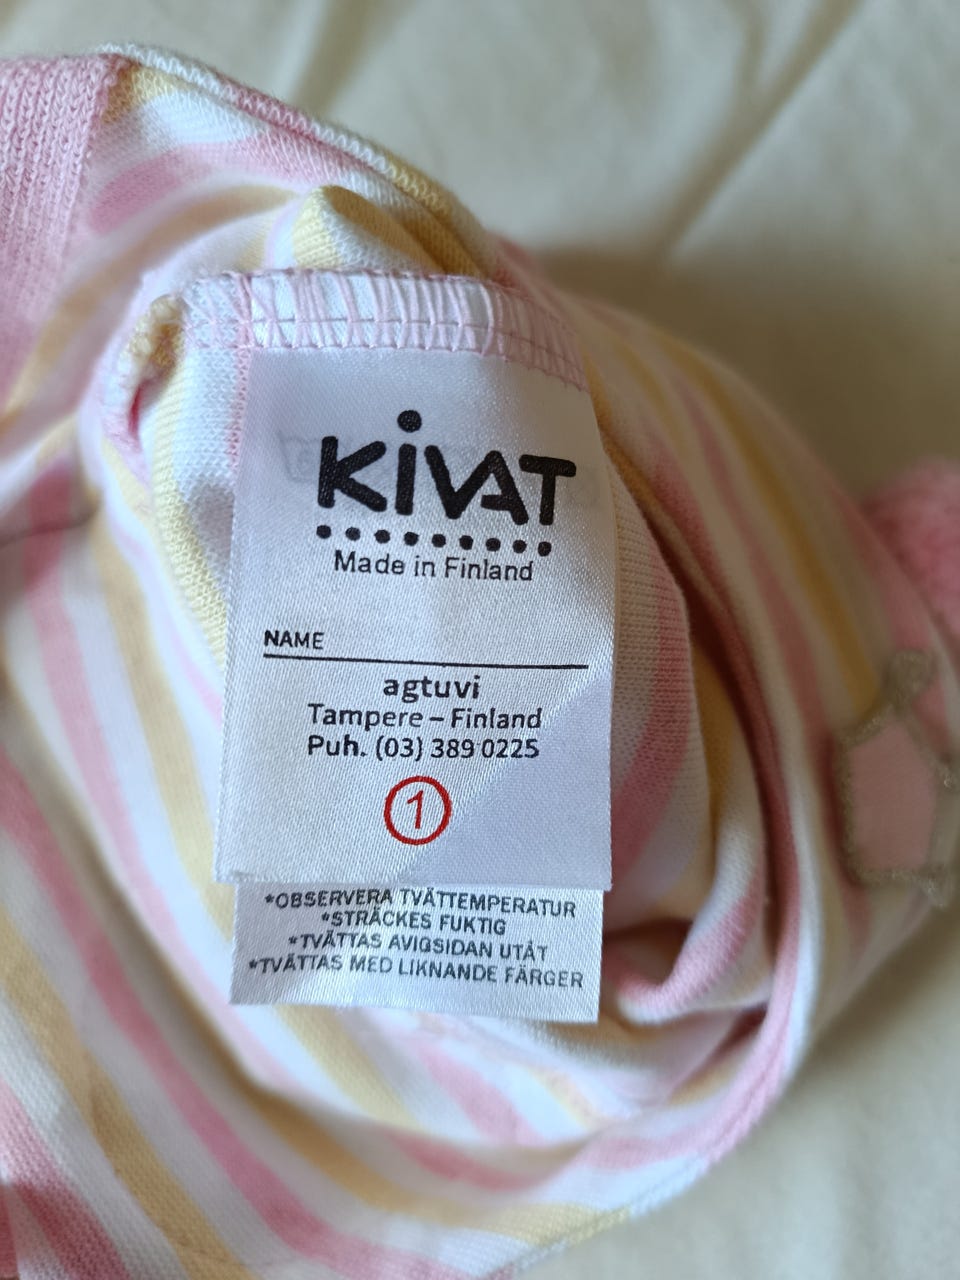 KiVAT
Made in Finland
NAME
agtuvi
Tampere – Finland
Puh. (03) 389 0225
1
*OBSERVERA TVÄTTEMPERATUR
*STRÄCKES FUKTIG
*TVÄTTAS AVIGSIDAN UTÅT
*TVÄTTAS MED LIKNANDE FÄRGER